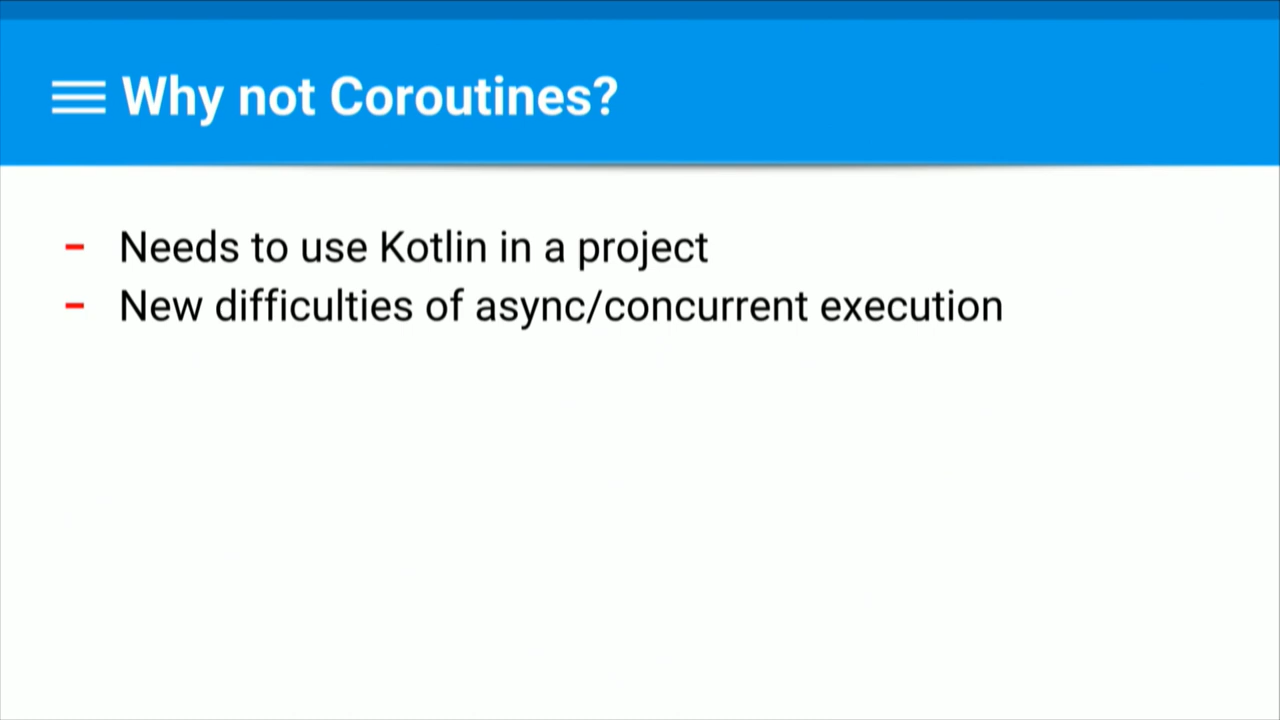 Why not Coroutines?
- Needs to use Kotlin in a project
- New difficulties of async/concurrent execution